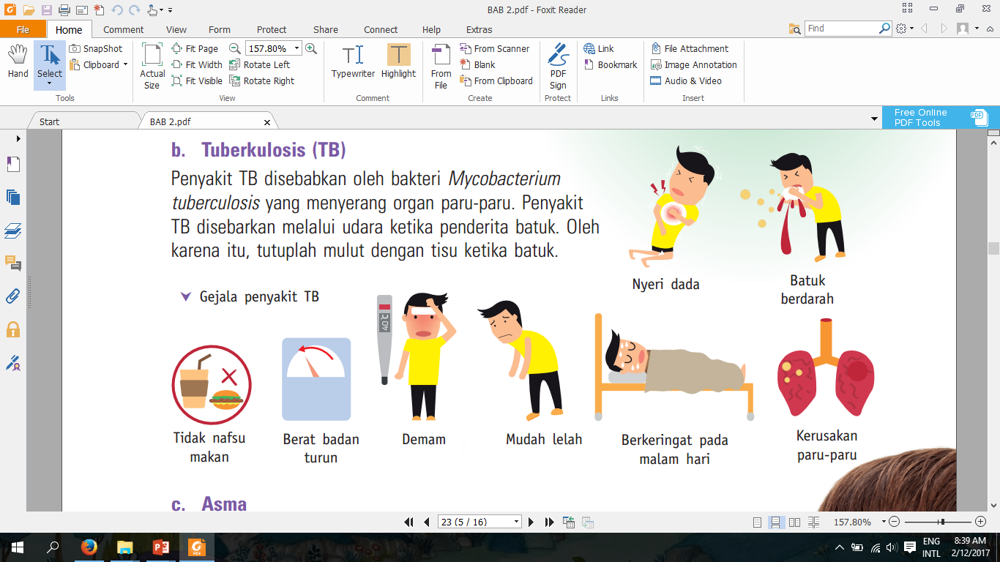 BAB 2.pdf - Foxit Reader
File Home Comment View Form Protect Share Connect Help Extras
Find
Hand
Select
SnapShot
Clipboard
Tools
Actual Size
Fit Page
Fit Width
Fit Visible
157.80%
Rotate Left
Rotate Right
View
Typewriter
Highlight
Comment
From File
From Scanner
Blank
From Clipboard
Create
PDF Sign
Protect
Link
Bookmark
Links
File Attachment
Image Annotation
Audio & Video
Insert
Start
BAB 2.pdf
Free Online
PDF Tools
PDF
b. Tuberkulosis (TB)
Penyakit TB disebabkan oleh bakteri Mycobacterium
tuberculosis yang menyerang organ paru-paru. Penyakit
TB disebarkan melalui udara ketika penderita batuk. Oleh
karena itu, tutuplah mulut dengan tisu ketika batuk.
Nyeri dada
Batuk
berdarah
Gejala penyakit TB
40°C
Tidak nafsu
makan
Berat badan
turun
Demam
Mudah lelah
Berkeringat pada
malam hari
Kerusakan
paru-paru
c. Asma
23 (5 / 16)
157.80%
ENG
INTL
8:39 AM
2/12/2017